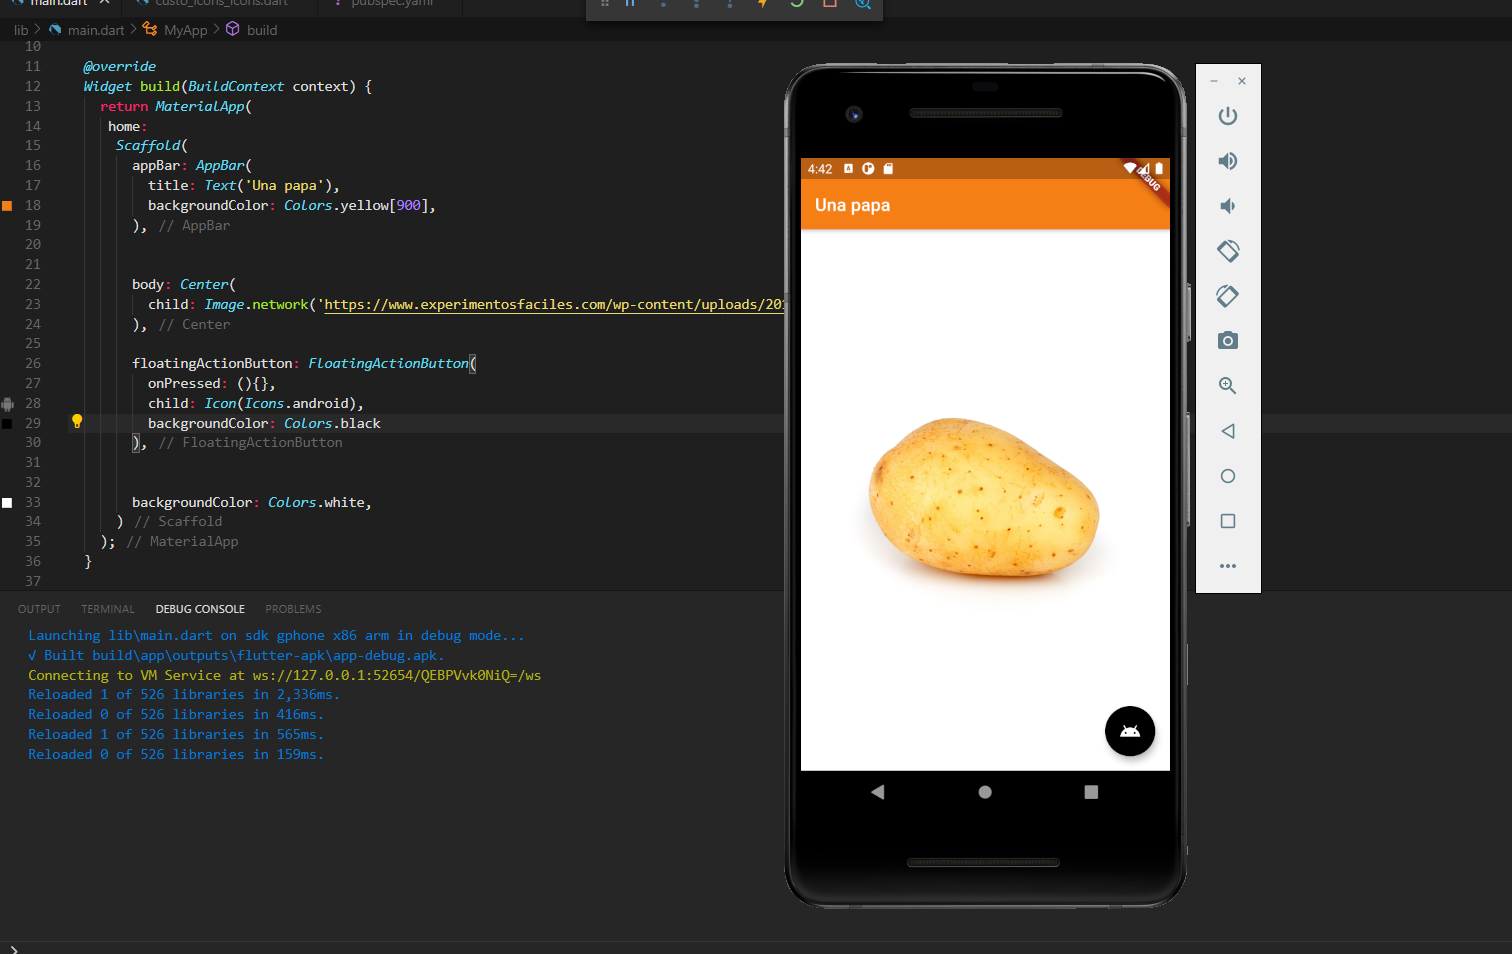 main.dart
custo_icons_icons.dart
pubspec.yaml
lib > main.dart > MyApp > build
10
11 @override
12 Widget build(BuildContext context) {
13 return MaterialApp(
14 home:
15 Scaffold(
16 appBar: AppBar(
17 title: Text('Una papa'),
18 backgroundColor: Colors.yellow[900],
19 ), // AppBar
20
21
22 body: Center(
23 child: Image.network('https://www.experimentosfaciles.com/wp-content/uploads/20
24 ), // Center
25
26 floatingActionButton: FloatingActionButton(
27 onPressed: (){},
28 child: Icon(Icons.android),
29 backgroundColor: Colors.black
30 ), // FloatingActionButton
31
32
33 backgroundColor: Colors.white,
34 ) // Scaffold
35 ); // MaterialApp
36 }
37
OUTPUT TERMINAL DEBUG CONSOLE PROBLEMS
Launching lib\main.dart on sdk gphone x86 arm in debug mode...
√ Built build\app\outputs\flutter-apk\app-debug.apk.
Connecting to VM Service at ws://127.0.0.1:52654/QEBPVvk0NiQ=/ws
Reloaded 1 of 526 libraries in 2,336ms.
Reloaded 0 of 526 libraries in 416ms.
Reloaded 1 of 526 libraries in 565ms.
Reloaded 0 of 526 libraries in 159ms.
4:42
DEBUG
Una papa